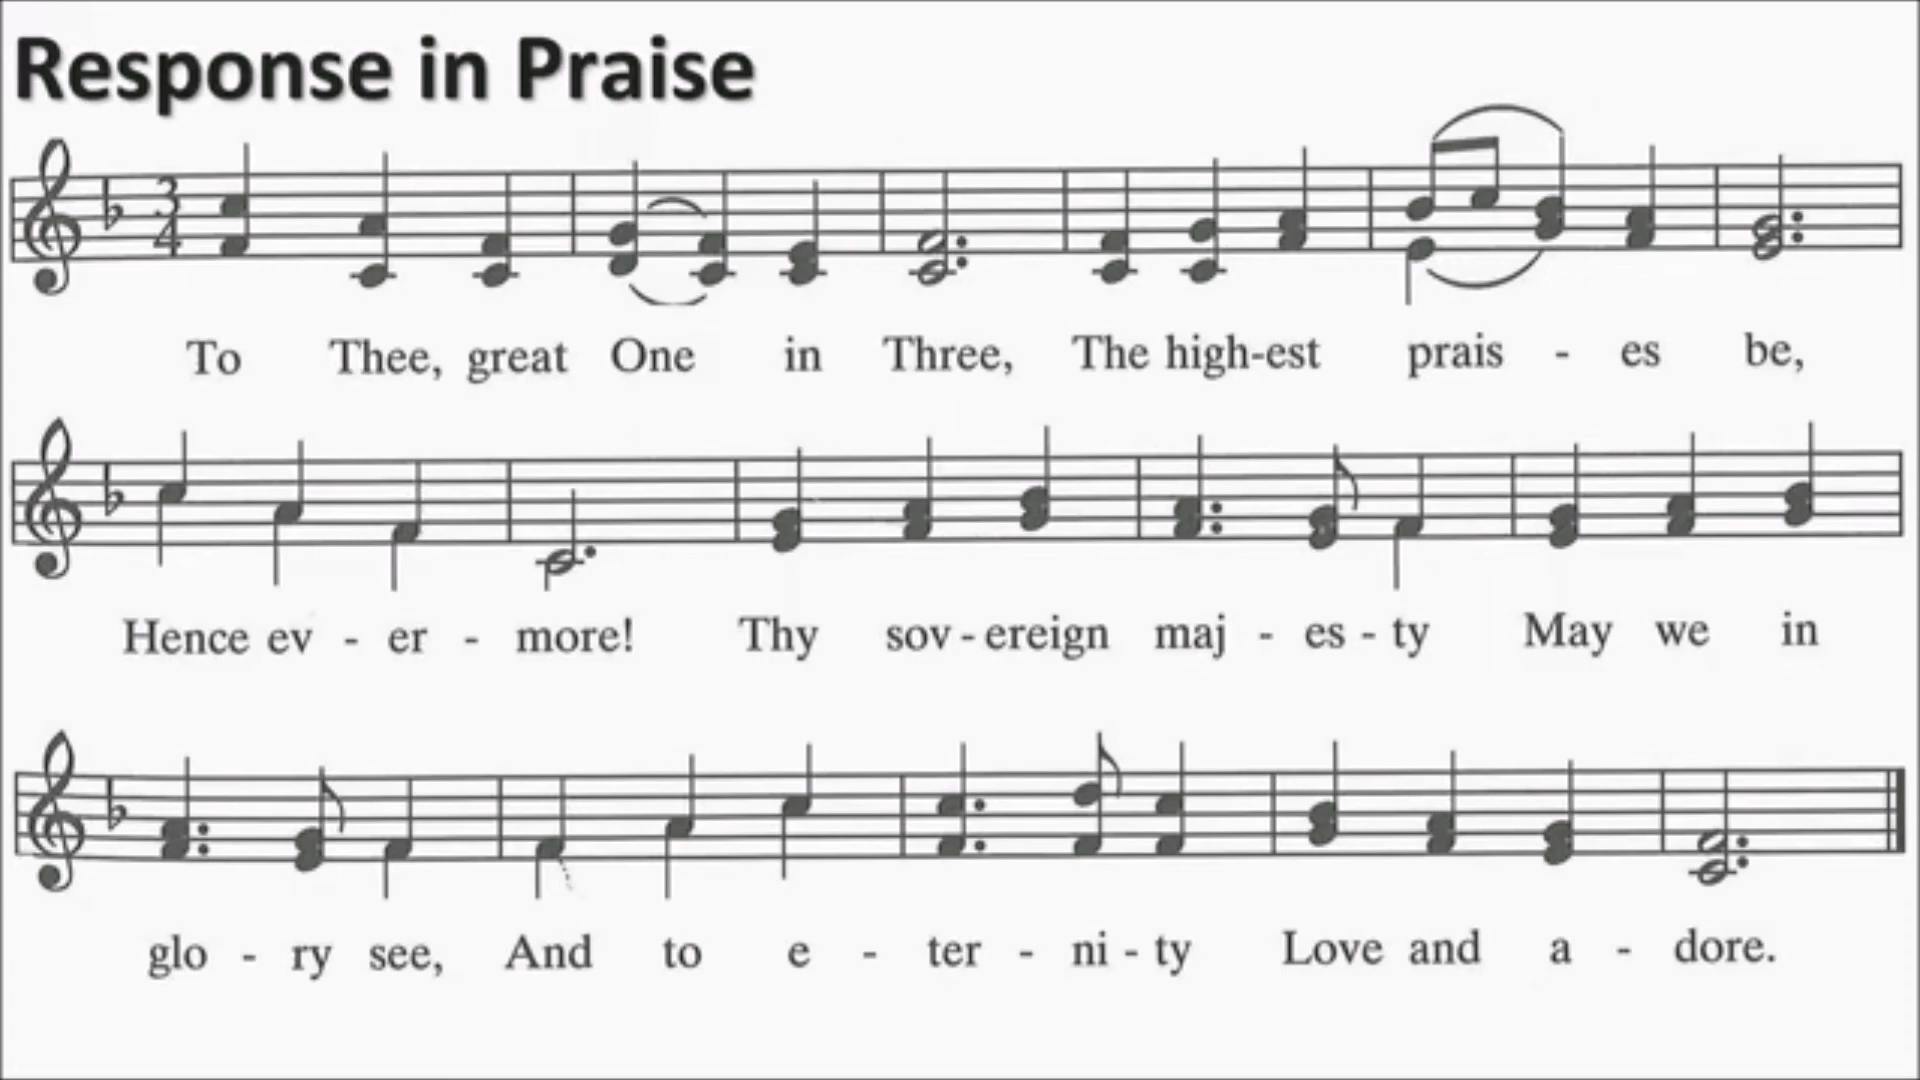 Response in Praise
3
4
To Thee, great One in Three, The high-est prais - es be,
Hence ev - er - more! Thy sov - ereign maj - es - ty May we in
glo - ry see, And to e - ter - ni - ty Love and a - dore.